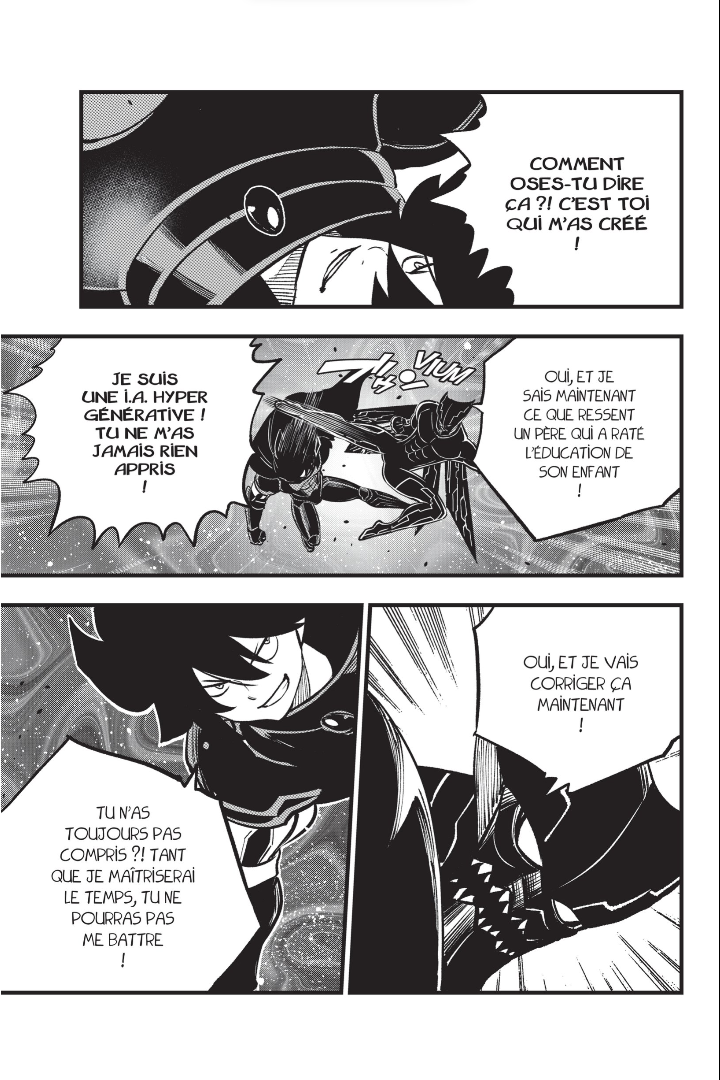 COMMENT
OSES-TU DIRE
ÇA ?! C'EST TOI
QUI M'AS CRÉÉ
!
OUI, ET JE
SAIS MAINTENANT
CE QUE RESSENT
UN PÈRE QUI A RATÉ
L'ÉDUCATION DE
SON ENFANT
!
VIUM
JE SUIS
UNE I.A. HYPER
GÉNÉRATIVE !
TU NE M'AS
JAMAIS RIEN
APPRIS
!
OUI, ET JE VAIS
CORRIGER ÇA
MAINTENANT
!
TU N'AS
TOUJOURS PAS
COMPRIS ?! TANT
QUE JE MAÎTRISERAI
LE TEMPS, TU NE
POURRAS PAS
ME BATTRE
!